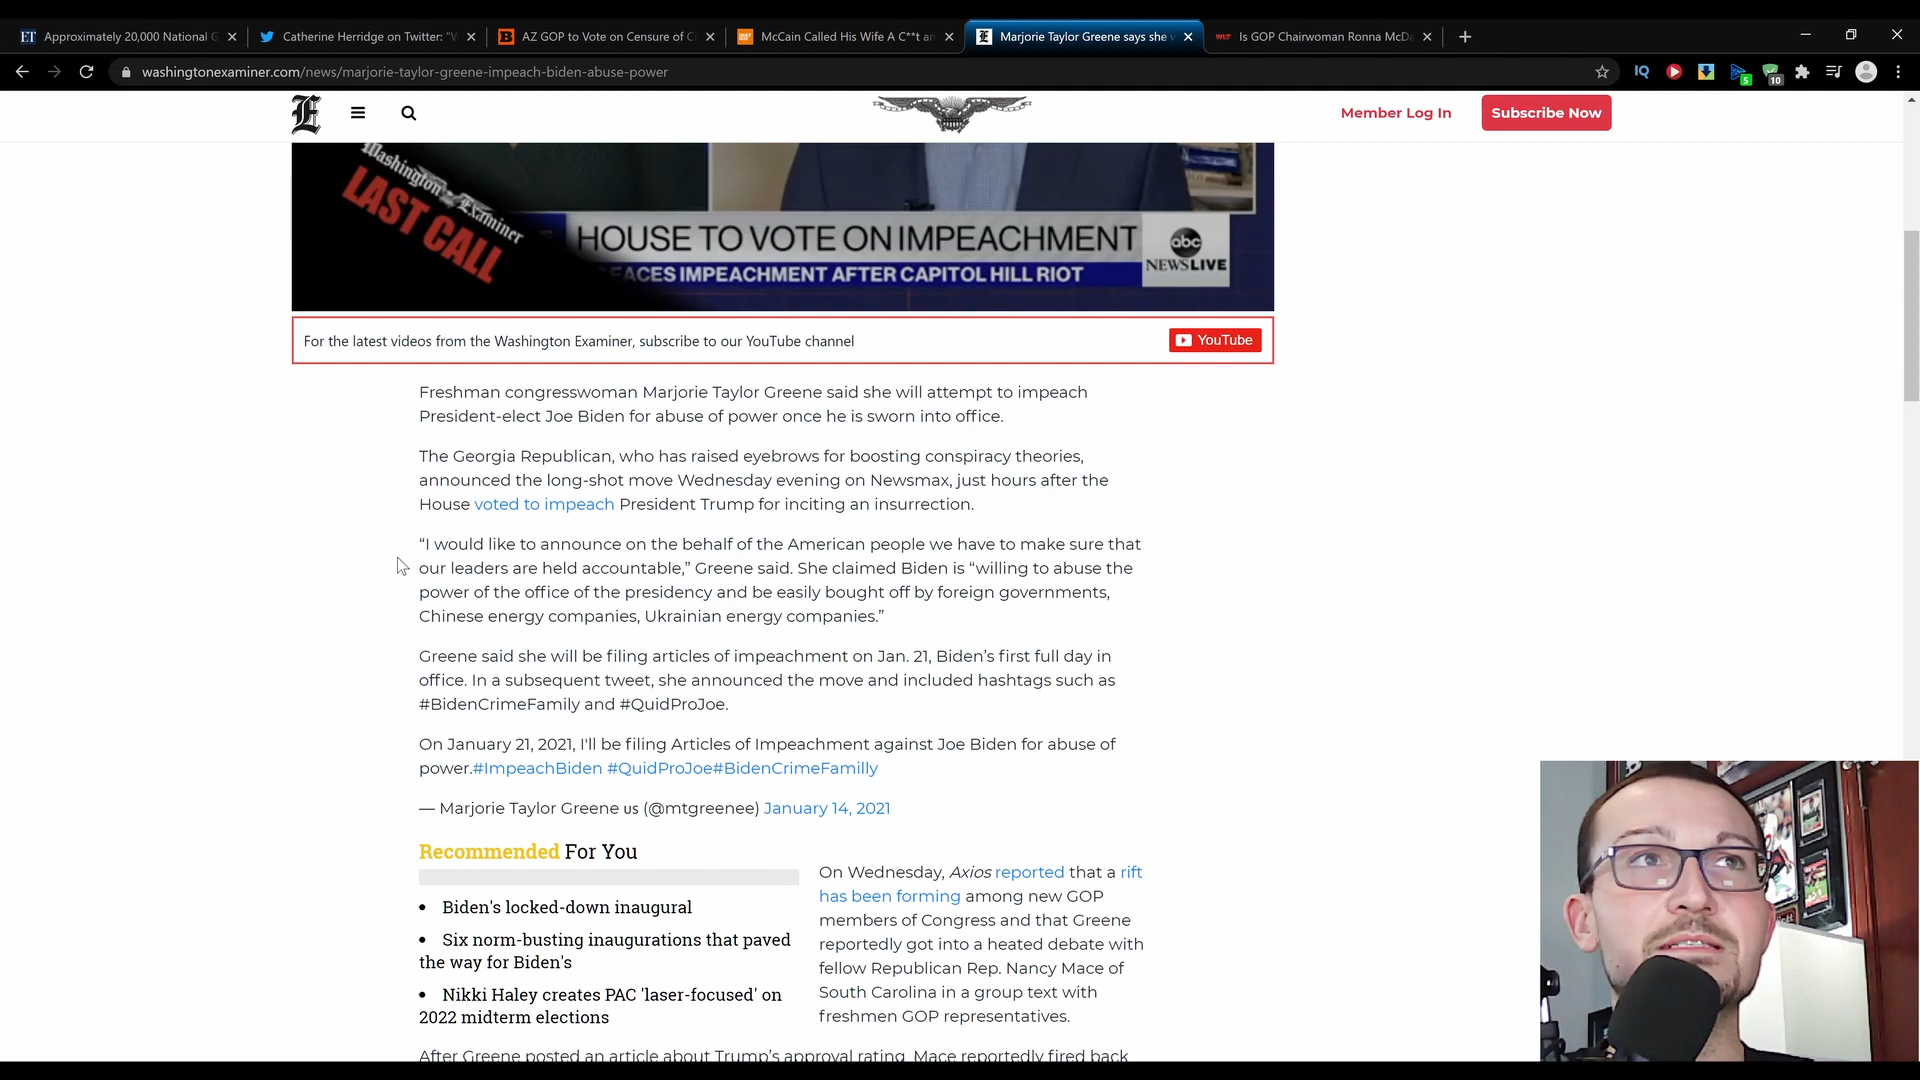 ET Approximately 20,000 National G
Catherine Herridge on Twitter: "W
B AZ GOP to Vote on Censure of Ci
McCain Called His Wife A C**t an
E Marjorie Taylor Greene says she w
WLT Is GOP Chairwoman Ronna McDa
washingtonexaminer.com/news/marjorie-taylor-greene-impeach-biden-abuse-power
IQ
5
10
E
Member Log In
Subscribe Now
Washington Examiner
LAST CALL
HOUSE TO VOTE ON IMPEACHMENT
ACES IMPEACHMENT AFTER CAPITOL HILL RIOT
abc
NEWS LIVE
For the latest videos from the Washington Examiner, subscribe to our YouTube channel
YouTube
Freshman congresswoman Marjorie Taylor Greene said she will attempt to impeach
President-elect Joe Biden for abuse of power once he is sworn into office.
The Georgia Republican, who has raised eyebrows for boosting conspiracy theories,
announced the long-shot move Wednesday evening on Newsmax, just hours after the
House voted to impeach President Trump for inciting an insurrection.
“I would like to announce on the behalf of the American people we have to make sure that
our leaders are held accountable,” Greene said. She claimed Biden is “willing to abuse the
power of the office of the presidency and be easily bought off by foreign governments,
Chinese energy companies, Ukrainian energy companies.”
Greene said she will be filing articles of impeachment on Jan. 21, Biden’s first full day in
office. In a subsequent tweet, she announced the move and included hashtags such as
#BidenCrimeFamily and #QuidProJoe.
On January 21, 2021, I'll be filing Articles of Impeachment against Joe Biden for abuse of
power.#ImpeachBiden #QuidProJoe#BidenCrimeFamilly
— Marjorie Taylor Greene us (@mtgreenee) January 14, 2021
Recommended For You
• Biden's locked-down inaugural
• Six norm-busting inaugurations that paved
the way for Biden's
• Nikki Haley creates PAC 'laser-focused' on
2022 midterm elections
On Wednesday, Axios reported that a rift
has been forming among new GOP
members of Congress and that Greene
reportedly got into a heated debate with
fellow Republican Rep. Nancy Mace of
South Carolina in a group text with
freshmen GOP representatives.
After Greene posted an article about Trump’s approval rating, Mace reportedly fired back